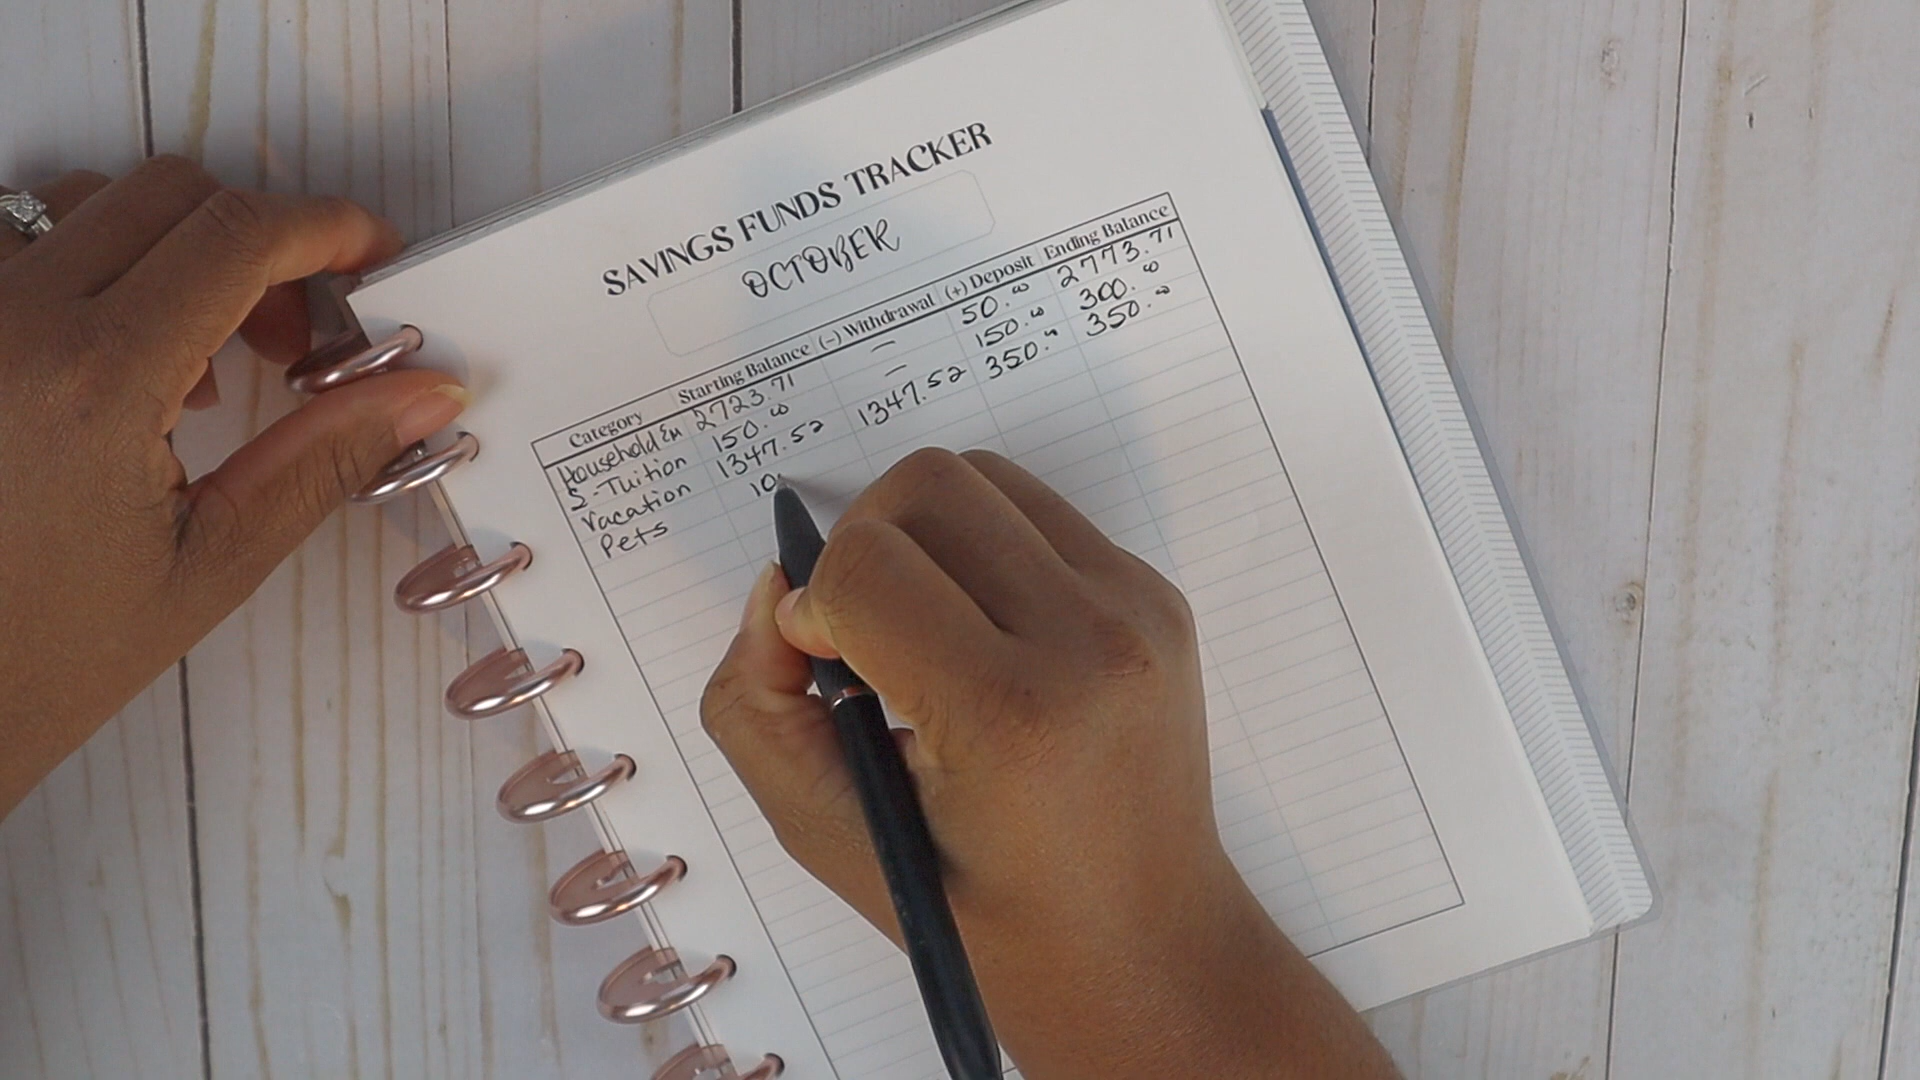 SAVINGS FUNDS TRACKER
OCTOBER
Category Starting Balance (-) Withdrawal (+) Deposit Ending Balance
Household Em 2723.71 — 50.00 2773.71
S-Tuition 150.00 — 150.00 300.00
Vacation 1347.52 1347.52 350.00 350.00
Pets 10